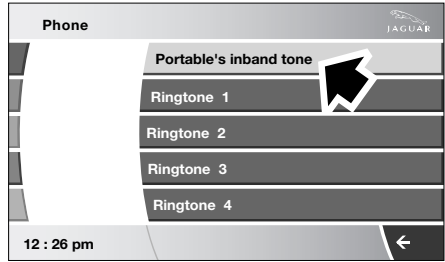 Phone
JAGUAR
Portable's inband tone
Ringtone 1
Ringtone 2
Ringtone 3
Ringtone 4
12 : 26 pm